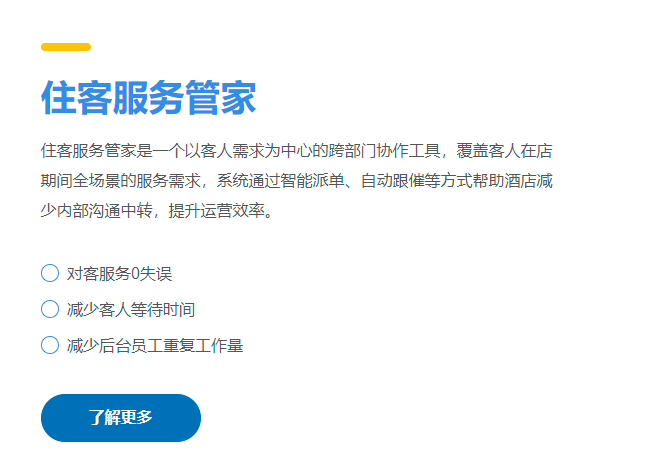 住客服务管家
住客服务管家是一个以客人需求为中心的跨部门协作工具，覆盖客人在店
期间全场景的服务需求，系统通过智能派单、自动跟催等方式帮助酒店减
少内部沟通中转，提升运营效率。
对客服务0失误
减少客人等待时间
减少后台员工重复工作量
了解更多